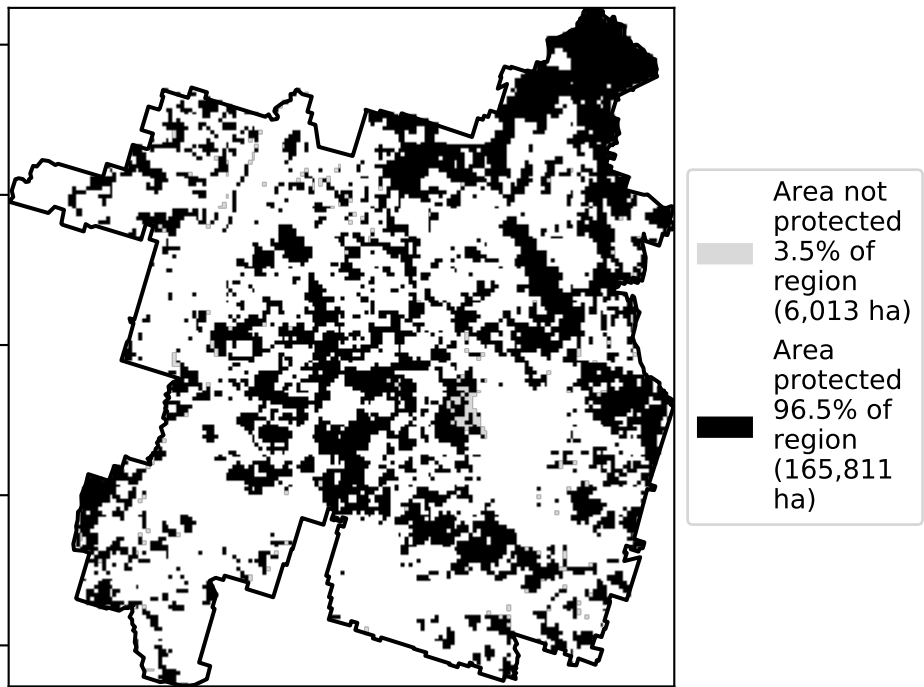 Area not
protected
3.5% of
region
(6,013 ha)
Area
protected
96.5% of
region
(165,811
ha)